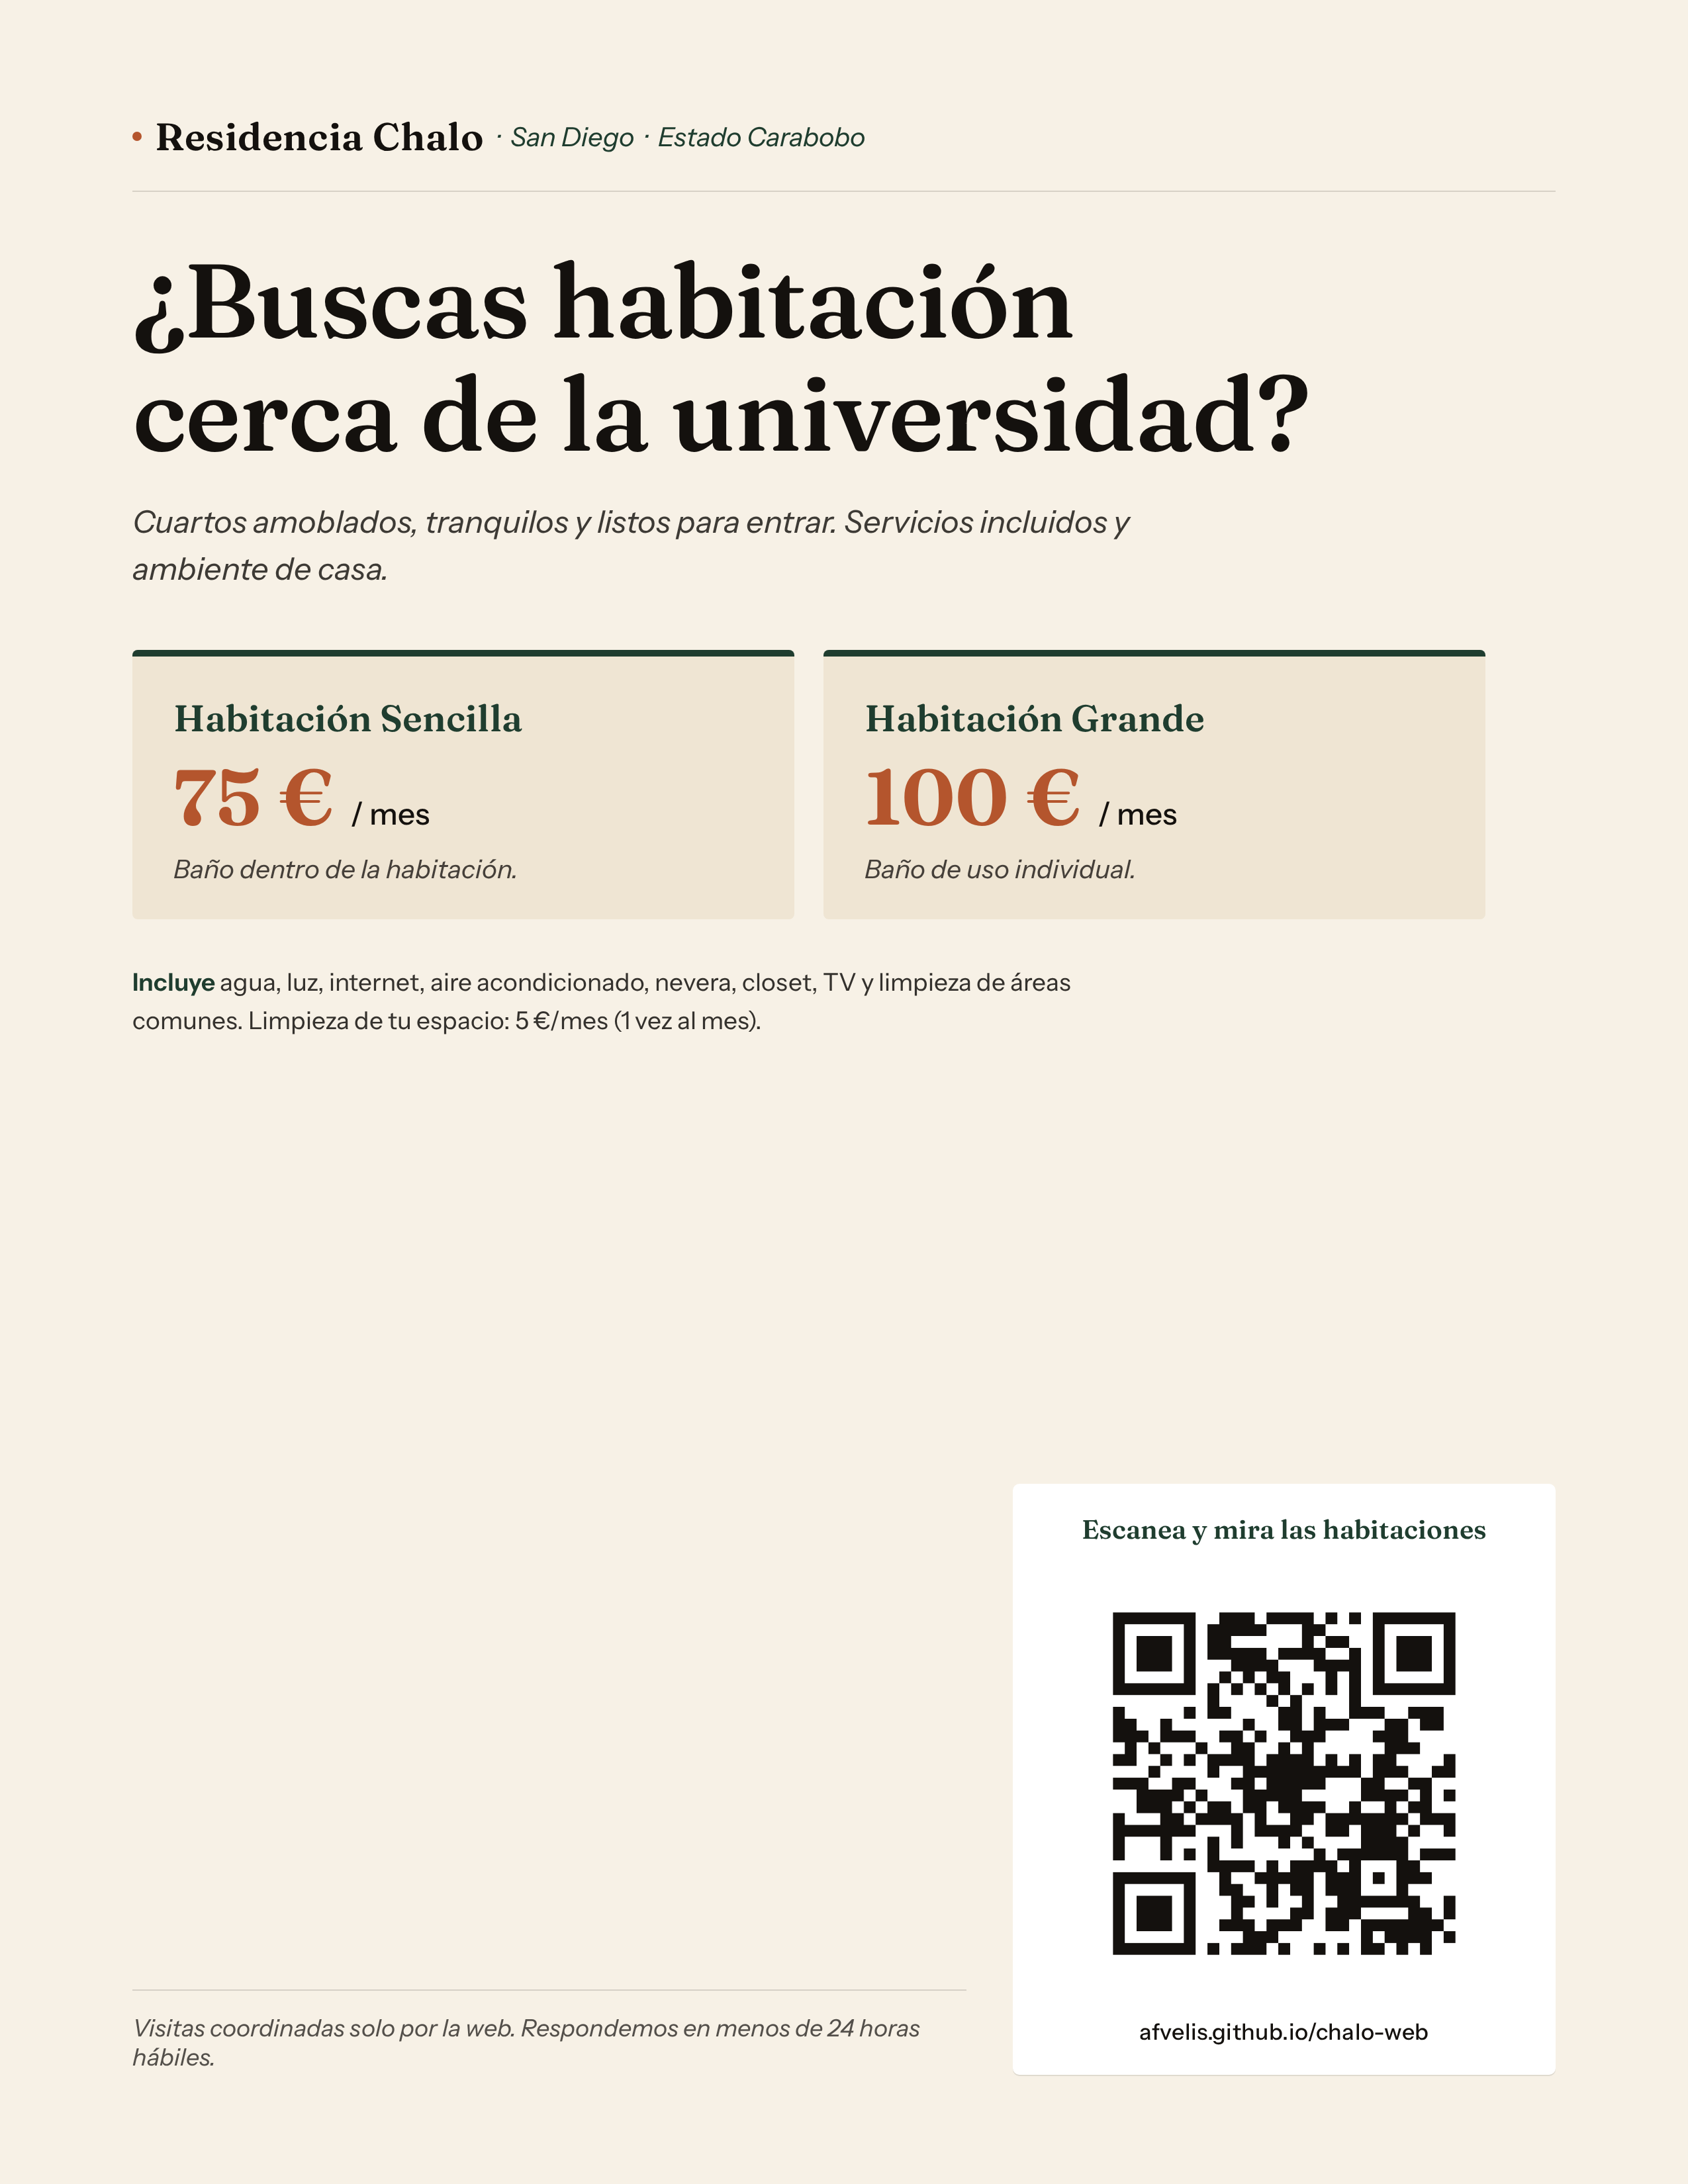 • Residencia Chalo · San Diego · Estado Carabobo
¿Buscas habitación
cerca de la universidad?
Cuartos amoblados, tranquilos y listos para entrar. Servicios incluidos y
ambiente de casa.
Habitación Sencilla
75 € / mes
Baño dentro de la habitación.
Habitación Grande
100 € / mes
Baño de uso individual.
Incluye agua, luz, internet, aire acondicionado, nevera, closet, TV y limpieza de áreas
comunes. Limpieza de tu espacio: 5 €/mes (1 vez al mes).
Escanea y mira las habitaciones
afvelis.github.io/chalo-web
Visitas coordinadas solo por la web. Respondemos en menos de 24 horas
hábiles.